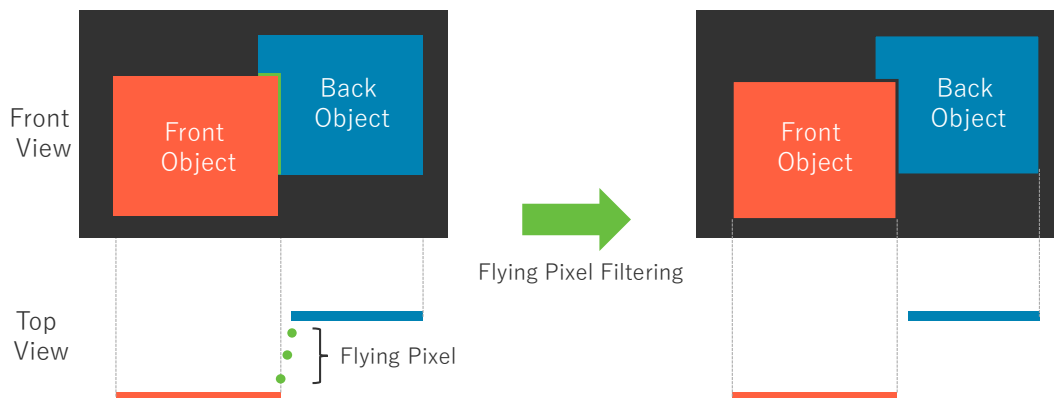 Front
View
Front
Object
Back
Object
Flying Pixel Filtering
Front
Object
Back
Object
Top
View
Flying Pixel